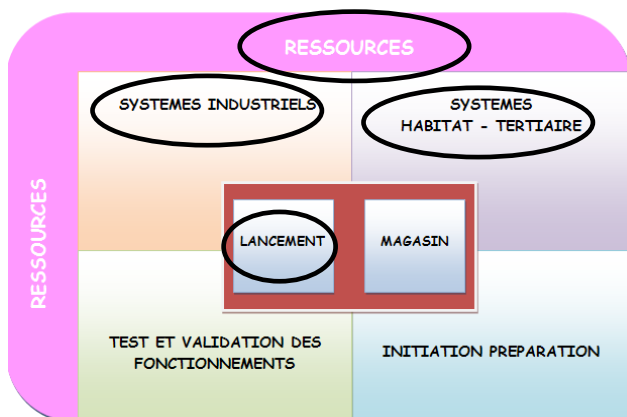 RESSOURCES
SYSTEMES INDUSTRIELS
SYSTEMES
HABITAT - TERTIAIRE
RESSOURCES
LANCEMENT
MAGASIN
TEST ET VALIDATION DES
FONCTIONNEMENTS
INITIATION PREPARATION